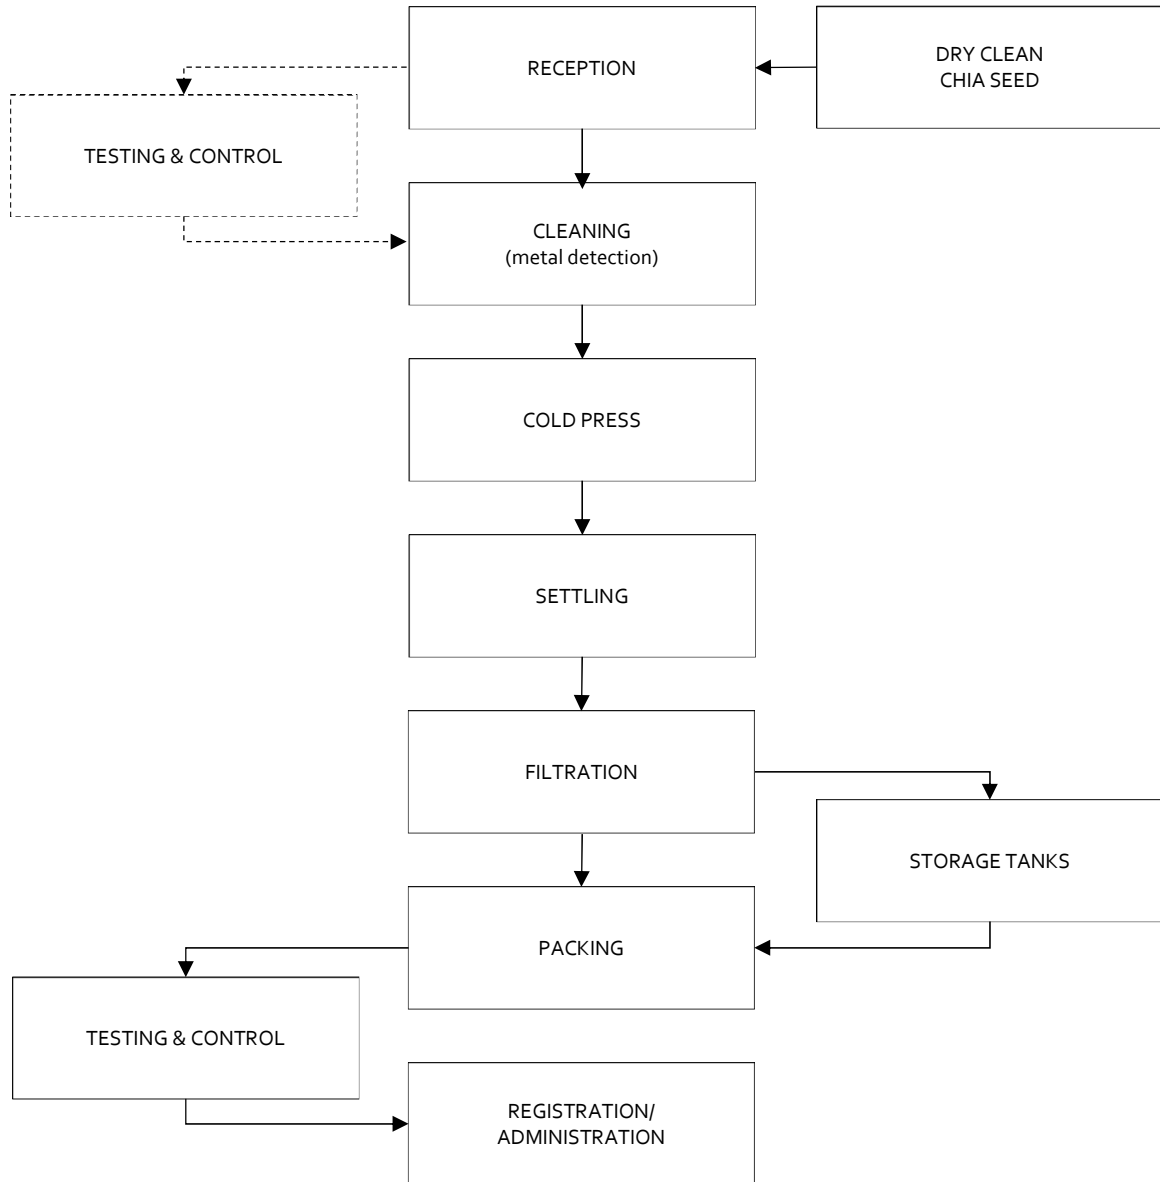 RECEPTION
DRY CLEAN
CHIA SEED
TESTING & CONTROL
CLEANING
(metal detection)
COLD PRESS
SETTLING
FILTRATION
STORAGE TANKS
PACKING
TESTING & CONTROL
REGISTRATION/
ADMINISTRATION